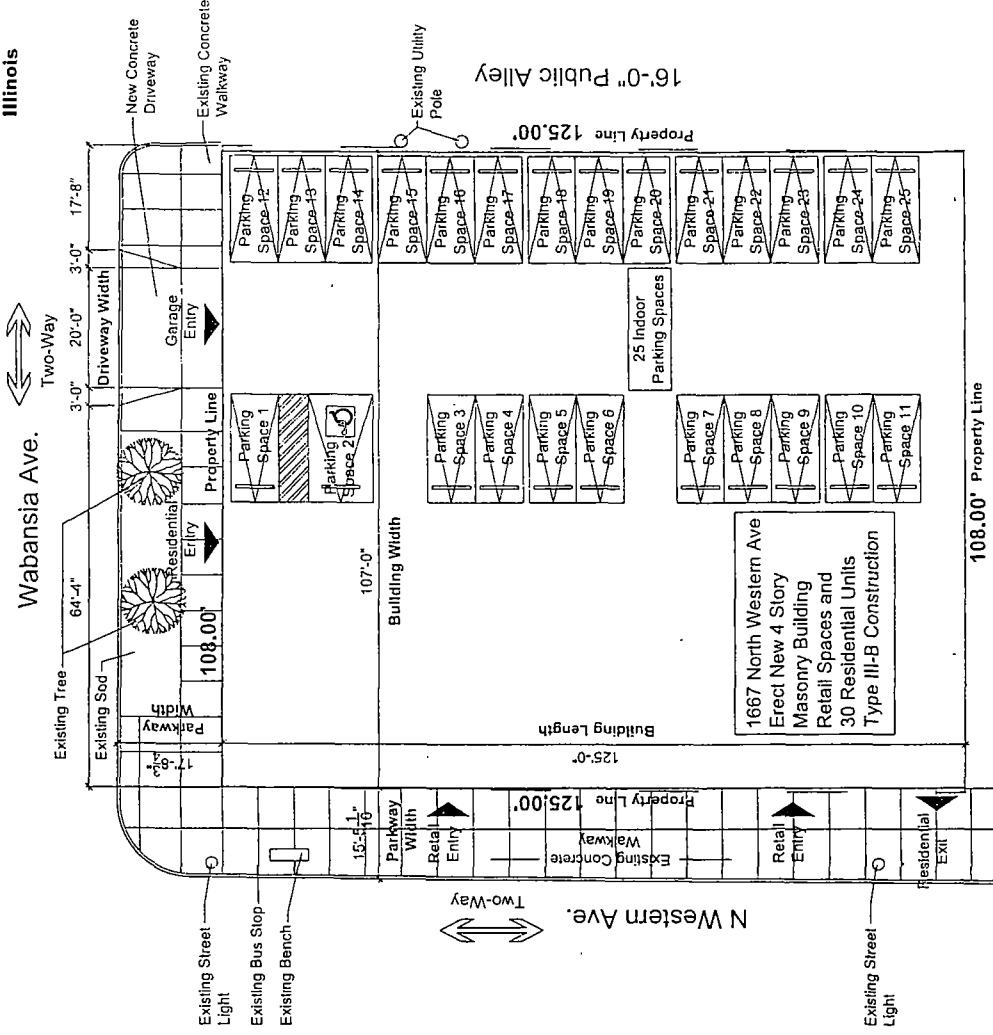 Illinois
Wabansia Ave.
Two-Way
Existing Tree
Existing Sod
64'-4"
3'-0"
20'-0"
3'-0"
17'-8"
Driveway Width
New Concrete
Driveway
Existing Concrete
Walkway
Garage
Entry
Residential
Entry
Property Line
108.00'
Parkway
Width
17'-8 3/4"
16'-0" Public Alley
Existing Utility
Pole
Property Line 125.00'
Parking
Space 1
Parking
Space 2
Parking
Space 3
Parking
Space 4
Parking
Space 5
Parking
Space 6
Parking
Space 7
Parking
Space 8
Parking
Space 9
Parking
Space 10
Parking
Space 11
Parking
Space 12
Parking
Space 13
Parking
Space 14
Parking
Space 15
Parking
Space 16
Parking
Space 17
Parking
Space 18
Parking
Space 19
Parking
Space 20
Parking
Space 21
Parking
Space 22
Parking
Space 23
Parking
Space 24
Parking
Space 25
25 Indoor
Parking Spaces
107'-0"
Building Width
Building Length
125'-0"
1667 North Western Ave
Erect New 4 Story
Masonry Building
Retail Spaces and
30 Residential Units
Type III-B Construction
108.00' Property Line
Property Line 125.00'
15'-5 1/16"
Parkway
Width
Retail
Entry
Existing Concrete
Walkway
Retail
Entry
Residential
Exit
Two-Way
N Western Ave.
Existing Street
Light
Existing Bus Stop
Existing Bench
Existing Street
Light